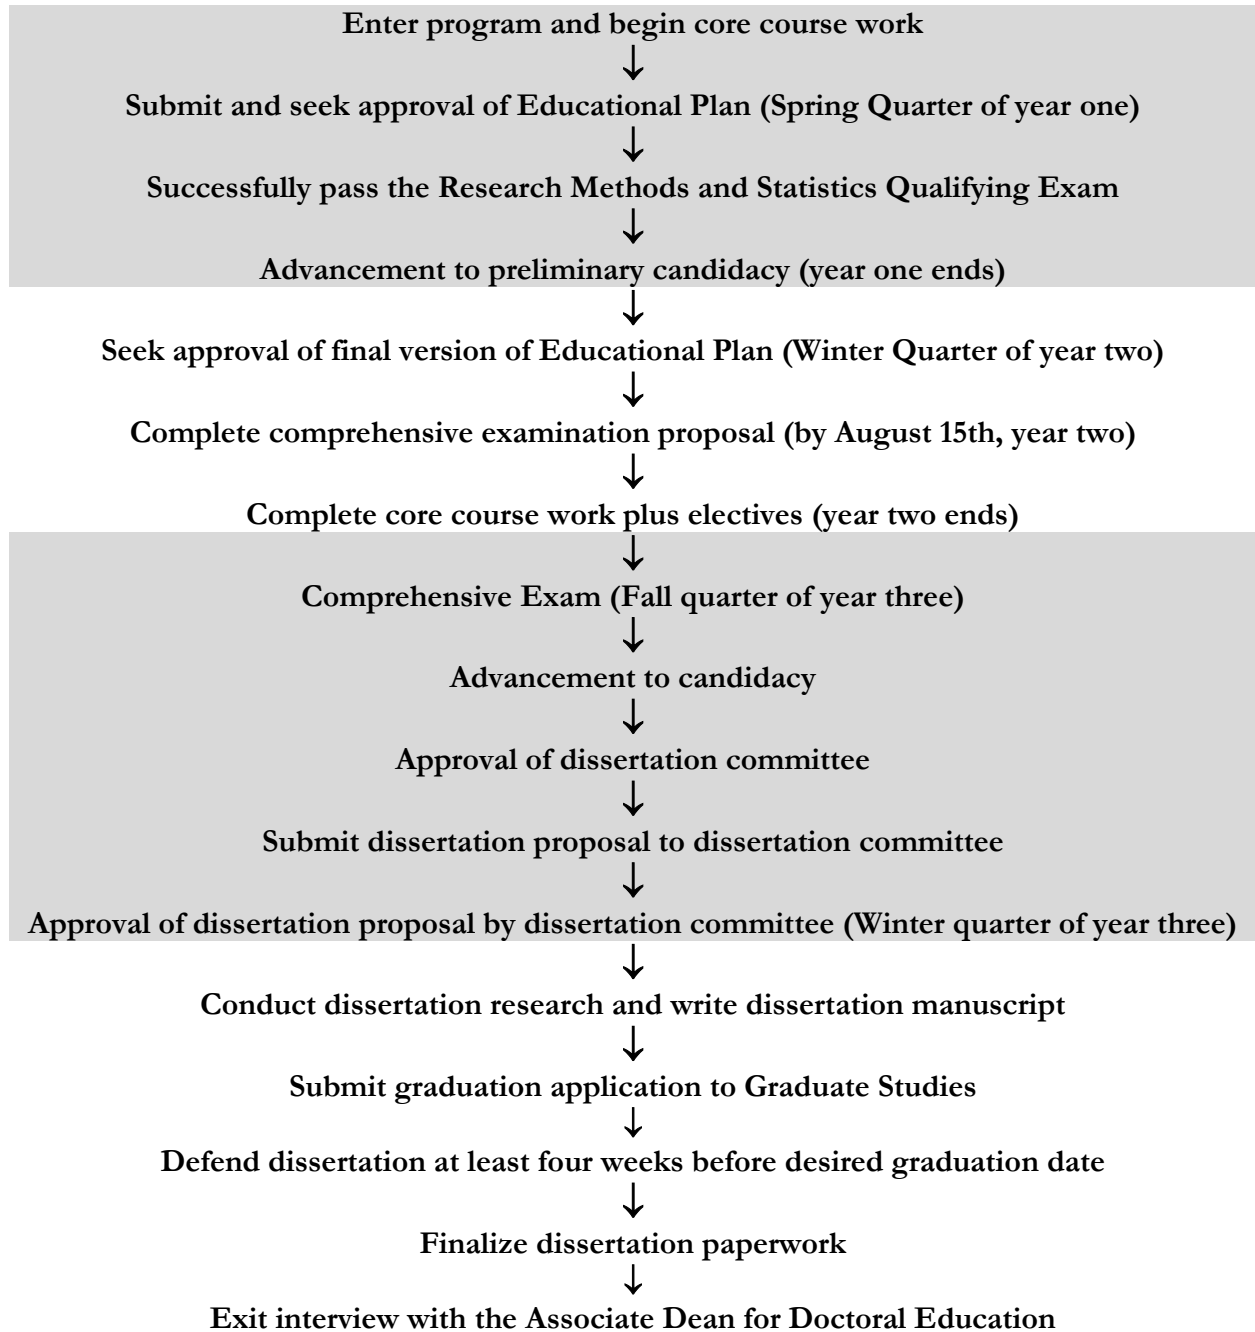 Enter program and begin core course work
Submit and seek approval of Educational Plan (Spring Quarter of year one)
Successfully pass the Research Methods and Statistics Qualifying Exam
Advancement to preliminary candidacy (year one ends)
Seek approval of final version of Educational Plan (Winter Quarter of year two)
Complete comprehensive examination proposal (by August 15th, year two)
Complete core course work plus electives (year two ends)
Comprehensive Exam (Fall quarter of year three)
Advancement to candidacy
Approval of dissertation committee
Submit dissertation proposal to dissertation committee
Approval of dissertation proposal by dissertation committee (Winter quarter of year three)
Conduct dissertation research and write dissertation manuscript
Submit graduation application to Graduate Studies
Defend dissertation at least four weeks before desired graduation date
Finalize dissertation paperwork
Exit interview with the Associate Dean for Doctoral Education